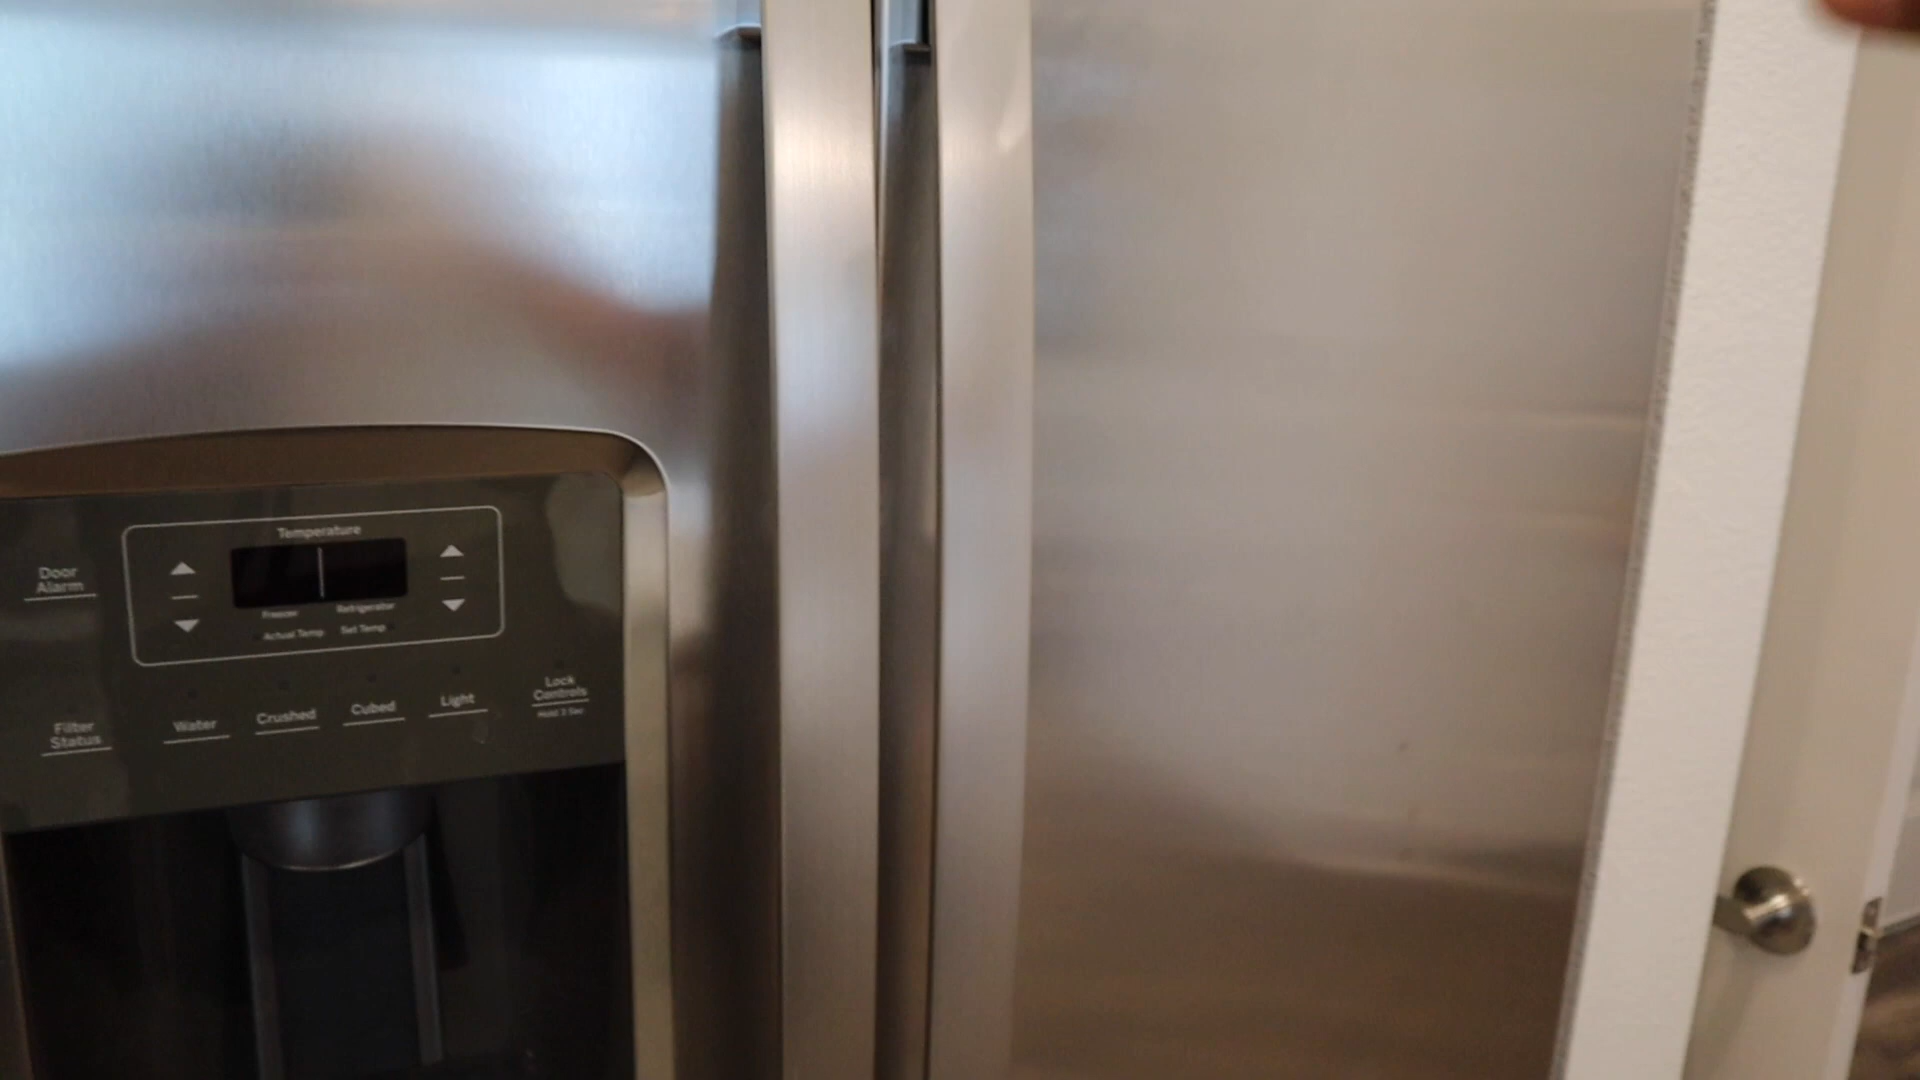 Temperature
Door
Alarm
Freezer Refrigerator
Actual Temp Set Temp
Lock
Controls
Hold 3 Sec
Filter
Status
Water
Crushed
Cubed
Light